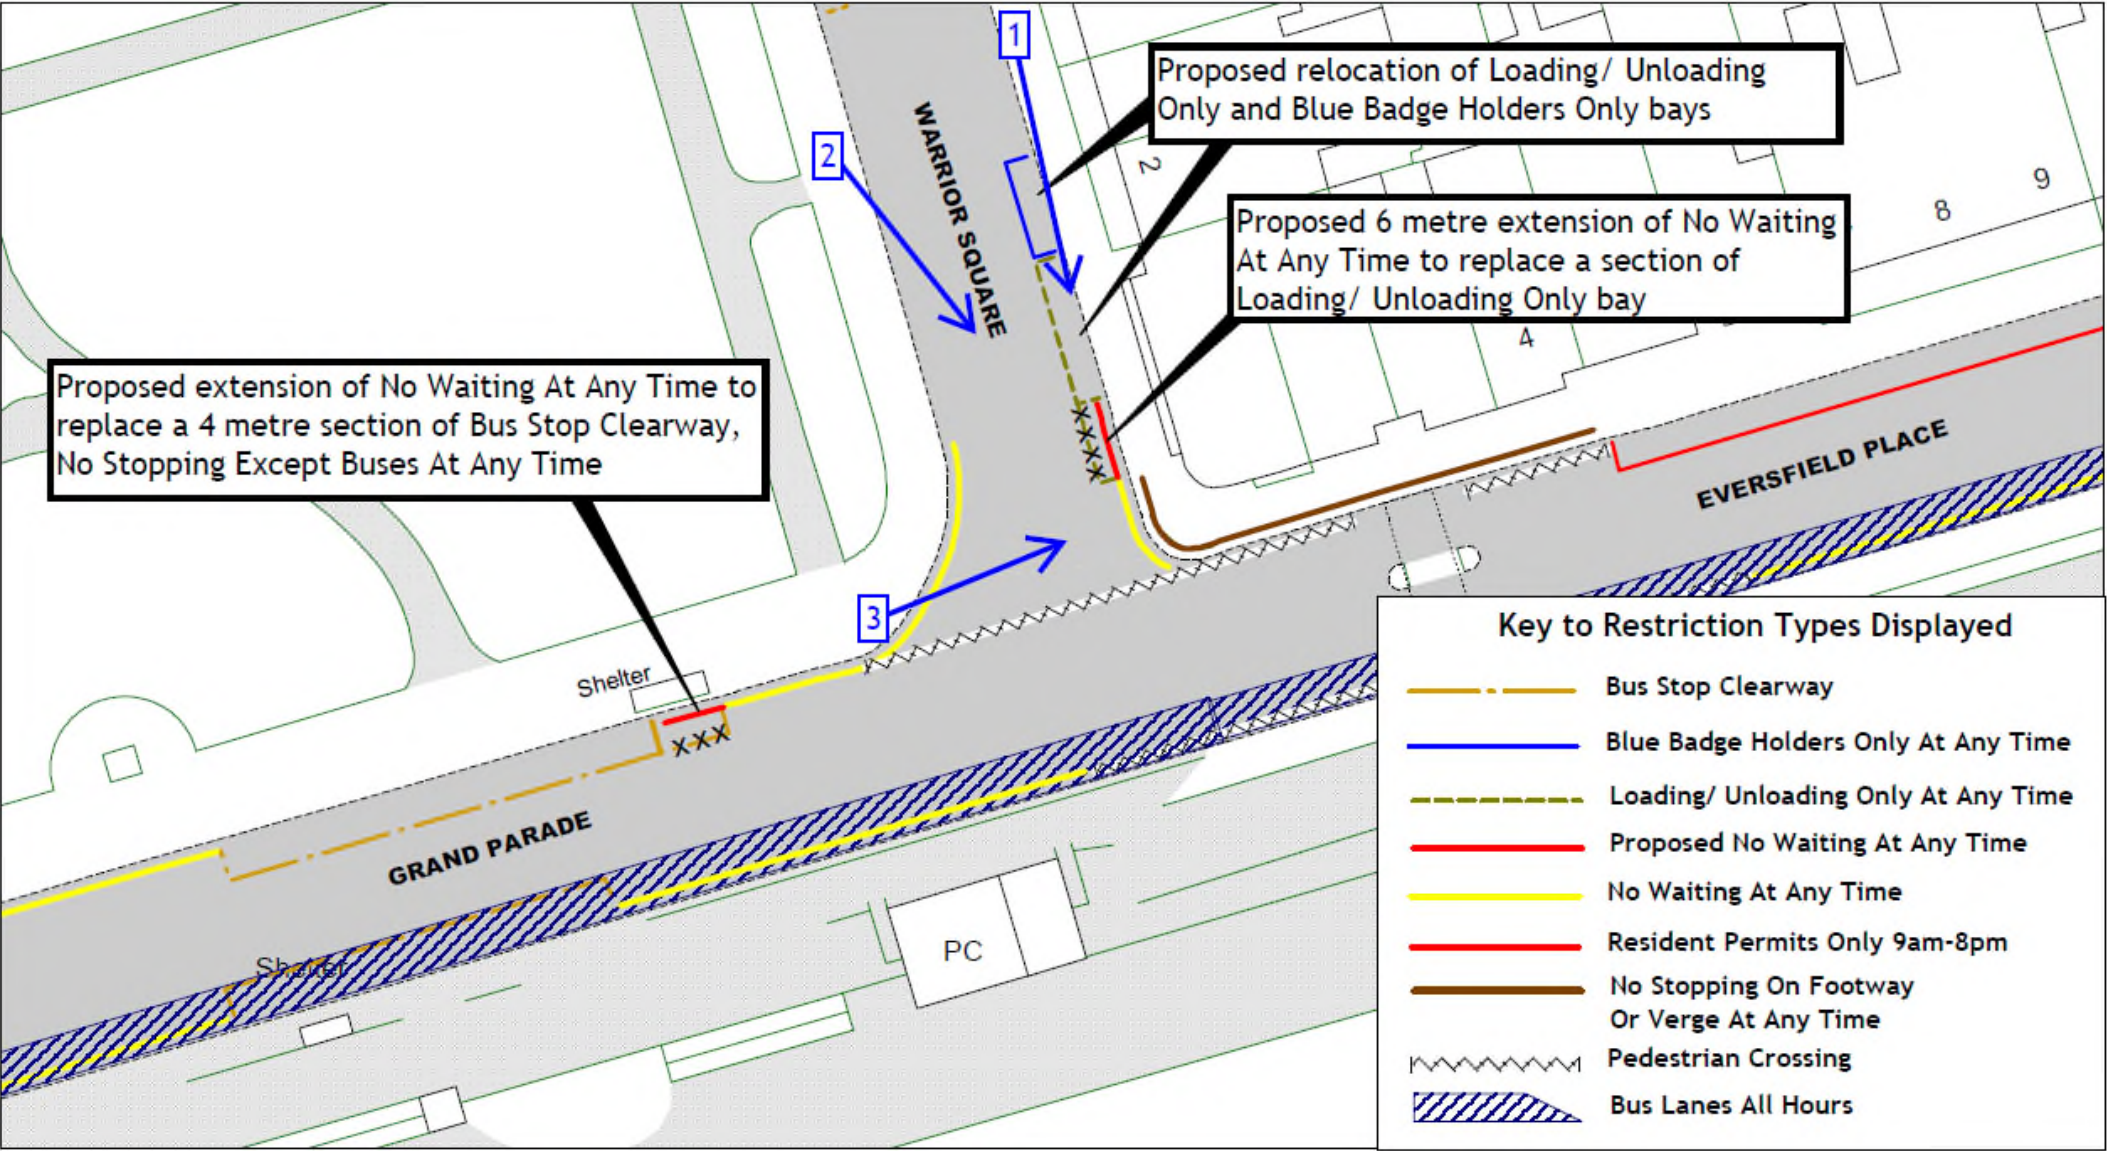 1
Proposed relocation of Loading/ Unloading
Only and Blue Badge Holders Only bays
WARRIOR SQUARE
2
2
Proposed 6 metre extension of No Waiting
At Any Time to replace a section of
Loading/ Unloading Only bay
9
8
4
Proposed extension of No Waiting At Any Time to
replace a 4 metre section of Bus Stop Clearway,
No Stopping Except Buses At Any Time
XXXX
EVERSFIELD PLACE
3
Shelter
XXX
GRAND PARADE
Shelter
PC
Key to Restriction Types Displayed
Bus Stop Clearway
Blue Badge Holders Only At Any Time
Loading/ Unloading Only At Any Time
Proposed No Waiting At Any Time
No Waiting At Any Time
Resident Permits Only 9am-8pm
No Stopping On Footway
Or Verge At Any Time
Pedestrian Crossing
Bus Lanes All Hours